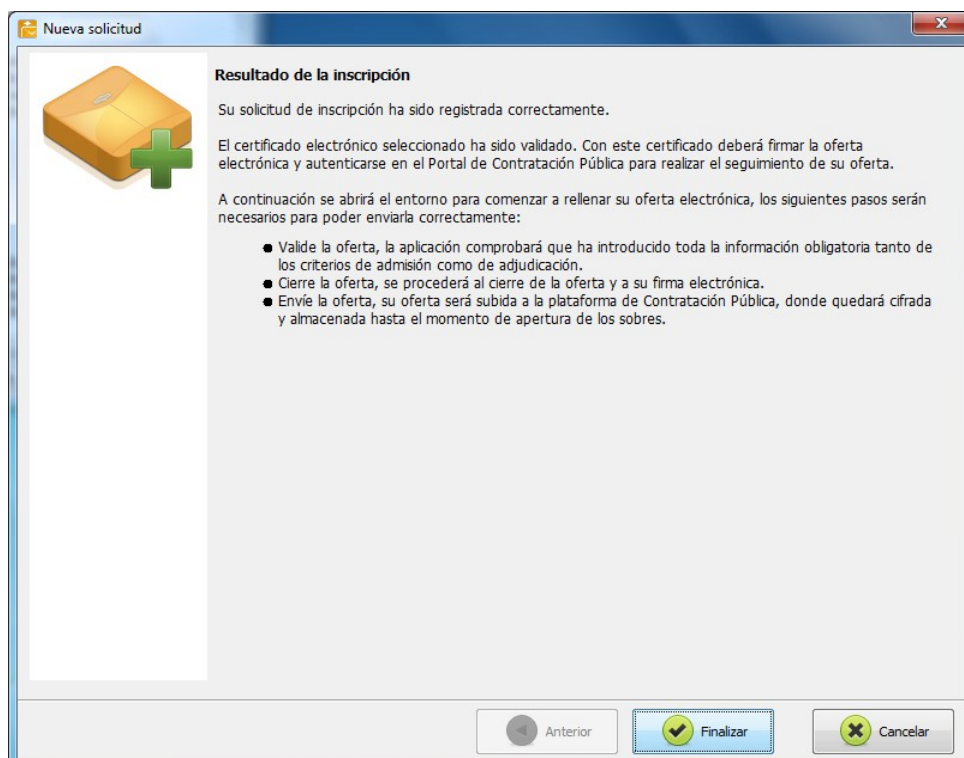 Nueva solicitud
Resultado de la inscripción
Su solicitud de inscripción ha sido registrada correctamente.
El certificado electrónico seleccionado ha sido validado. Con este certificado deberá firmar la oferta
electrónica y autenticarse en el Portal de Contratación Pública para realizar el seguimiento de su oferta.
A continuación se abrirá el entorno para comenzar a rellenar su oferta electrónica, los siguientes pasos serán
necesarios para poder enviarla correctamente:
● Valide la oferta, la aplicación comprobará que ha introducido toda la información obligatoria tanto de
los criterios de admisión como de adjudicación.
● Cierre la oferta, se procederá al cierre de la oferta y a su firma electrónica.
● Envíe la oferta, su oferta será subida a la plataforma de Contratación Pública, donde quedará cifrada
y almacenada hasta el momento de apertura de los sobres.
Anterior Finalizar Cancelar